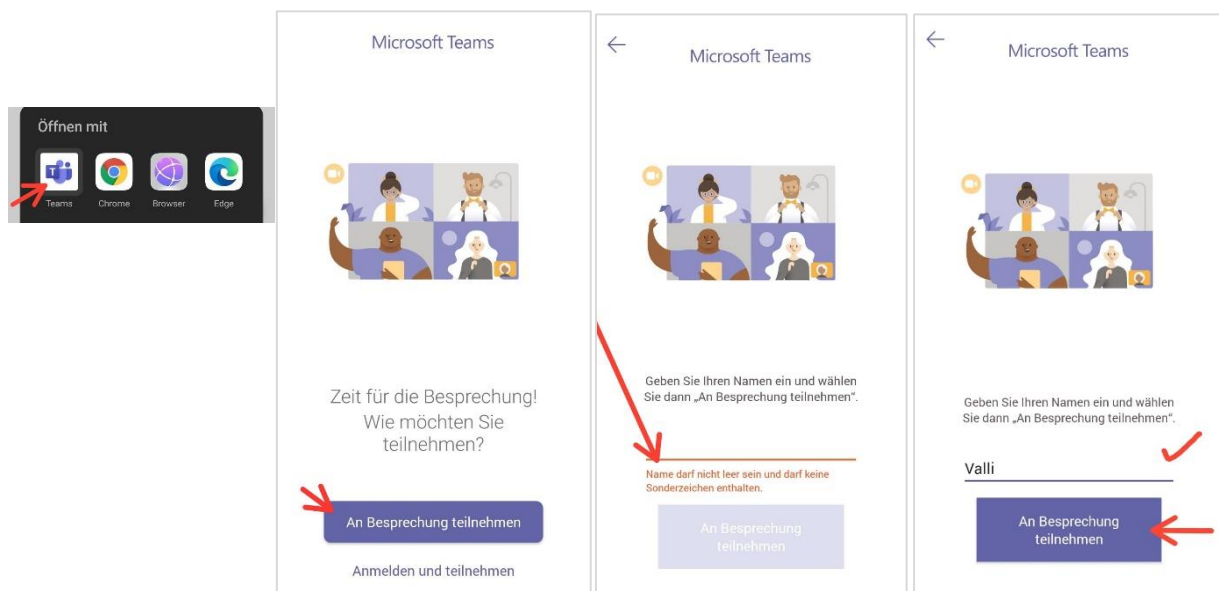 Öffnen mit
Teams
Chrome
Browser
Edge
Microsoft Teams
Zeit für die Besprechung!
Wie möchten Sie
teilnehmen?
An Besprechung teilnehmen
Anmelden und teilnehmen
Microsoft Teams
Geben Sie Ihren Namen ein und wählen
Sie dann „An Besprechung teilnehmen“.
Name darf nicht leer sein und darf keine
Sonderzeichen enthalten.
An Besprechung
teilnehmen
Microsoft Teams
Geben Sie Ihren Namen ein und wählen
Sie dann „An Besprechung teilnehmen“.
Valli
An Besprechung
teilnehmen